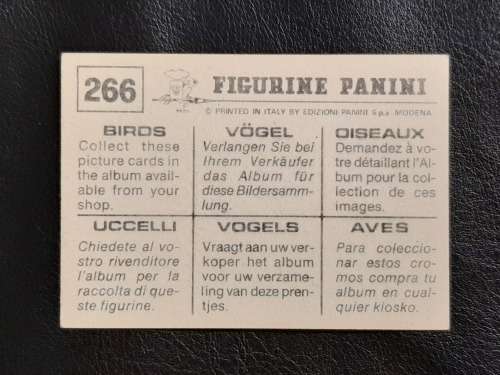 266
FIGURINE PANINI
© PRINTED IN ITALY BY EDIZIONI PANINI S.p.a. MODENA
BIRDS
Collect these
picture cards in
the album avail-
able from your
shop.
VÖGEL
Verlangen Sie bei
Ihrem Verkäufer
das Album für
diese Bildersamm-
lung.
OISEAUX
Demandez à vo-
tre détaillant l'Al-
bum pour la col-
lection de ces
images.
UCCELLI
Chiedete al vo-
stro rivenditore
l'album per la
raccolta di que-
ste figurine.
VOGELS
Vraagt aan uw ver-
koper het album
voor uw verzame-
ling van deze pren-
tjes.
AVES
Para coleccio-
nar estos cro-
mos compra tu
album en cual-
quier kiosko.